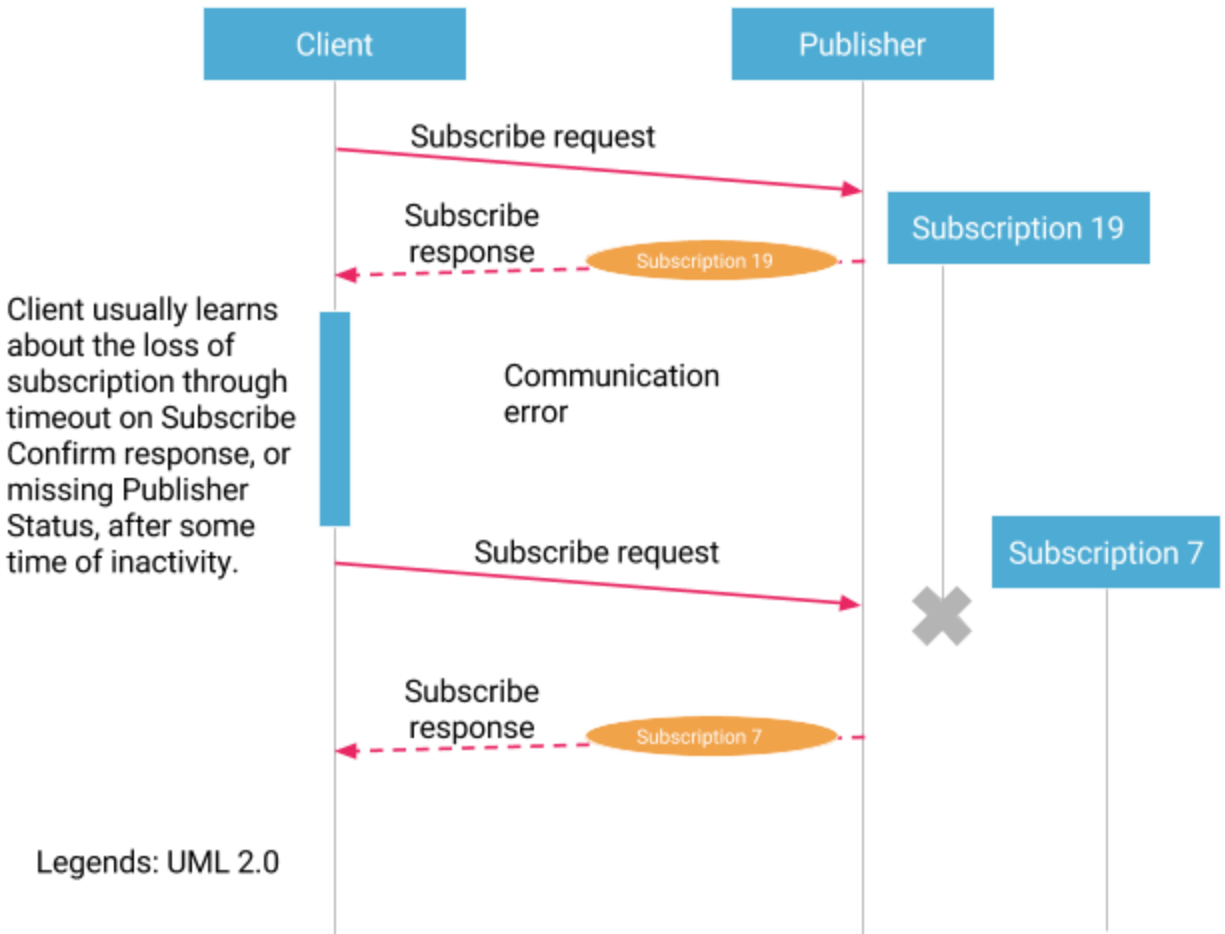 Client
Publisher
Subscribe request
Subscription 19
Subscribe
response
Subscription 19
Client usually learns
about the loss of
subscription through
timeout on Subscribe
Confirm response, or
missing Publisher
Status, after some
time of inactivity.
Communication
error
Subscription 7
Subscribe request
Subscribe
response
Subscription 7
Legends: UML 2.0